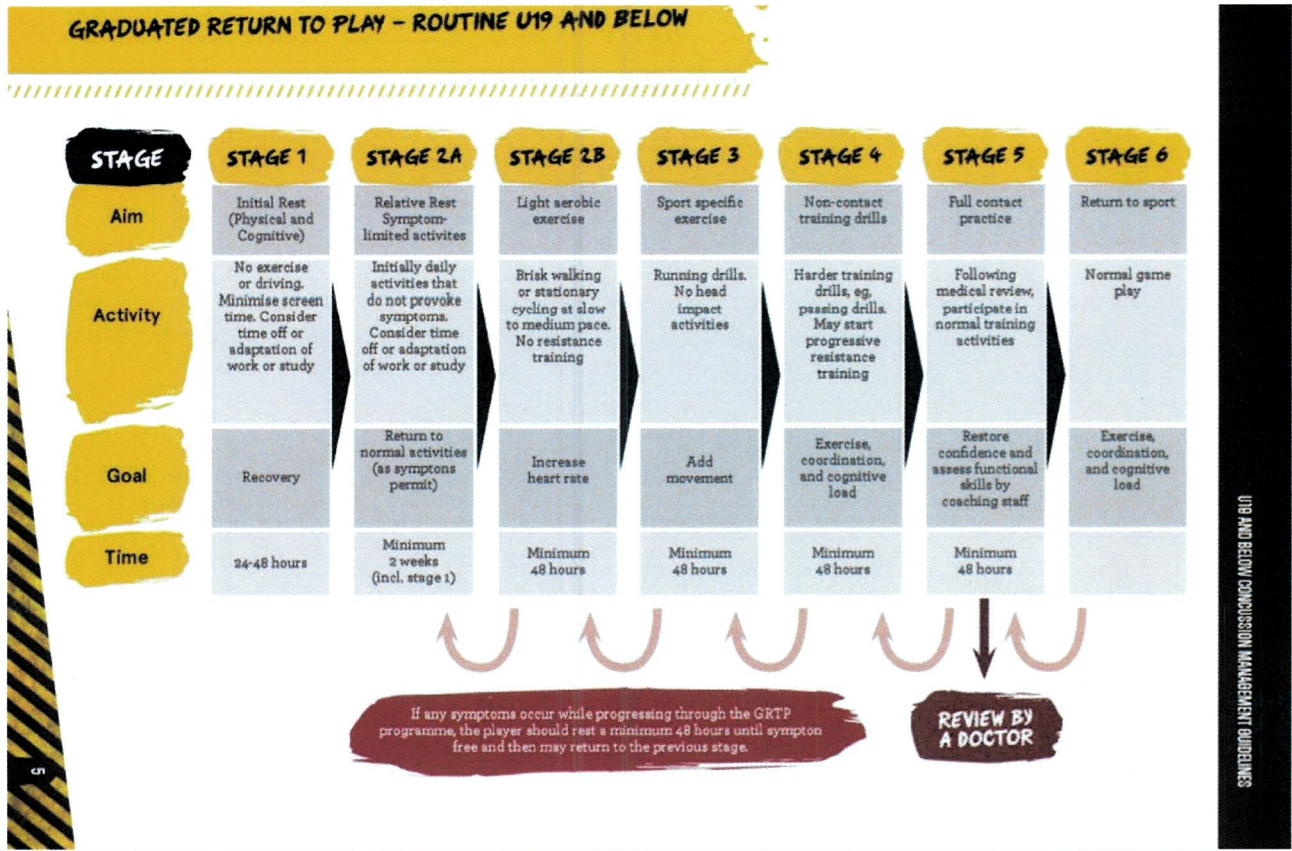 GRADUATED RETURN TO PLAY – ROUTINE U19 AND BELOW
STAGE
STAGE 1
STAGE 2A
STAGE 2B
STAGE 3
STAGE 4
STAGE 5
STAGE 6
Aim
Initial Rest
(Physical and
Cognitive)
Relative Rest
Symptom-
limited activites
Light aerobic
exercise
Sport specific
exercise
Non-contact
training drills
Full contact
practice
Return to sport
Activity
No exercise
or driving.
Minimise screen
time. Consider
time off or
adaptation of
work or study
Initially daily
activities that
do not provoke
symptoms.
Consider time
off or adaptation
of work or study
Brisk walking
or stationary
cycling at slow
to medium pace.
No resistance
training
Running drills.
No head
impact
activities
Harder training
drills, eg,
passing drills.
May start
progressive
resistance
training
Following
medical review,
participate in
normal training
activities
Normal game
play
Goal
Recovery
Return to
normal activities
(as symptons
permit)
Increase
heart rate
Add
movement
Exercise,
coordination,
and cognitive
load
Restore
confidence and
assess functional
skills by
coaching staff
Exercise,
coordination,
and cognitive
load
Time
24-48 hours
Minimum
2 weeks
(incl. stage 1)
Minimum
48 hours
Minimum
48 hours
Minimum
48 hours
Minimum
48 hours
If any symptoms occur while progressing through the GRTP
programme, the player should rest a minimum 48 hours until sympton
free and then may return to the previous stage.
REVIEW BY
A DOCTOR
U19 AND BELOW CONCUSSION MANAGEMENT GUIDELINES
5